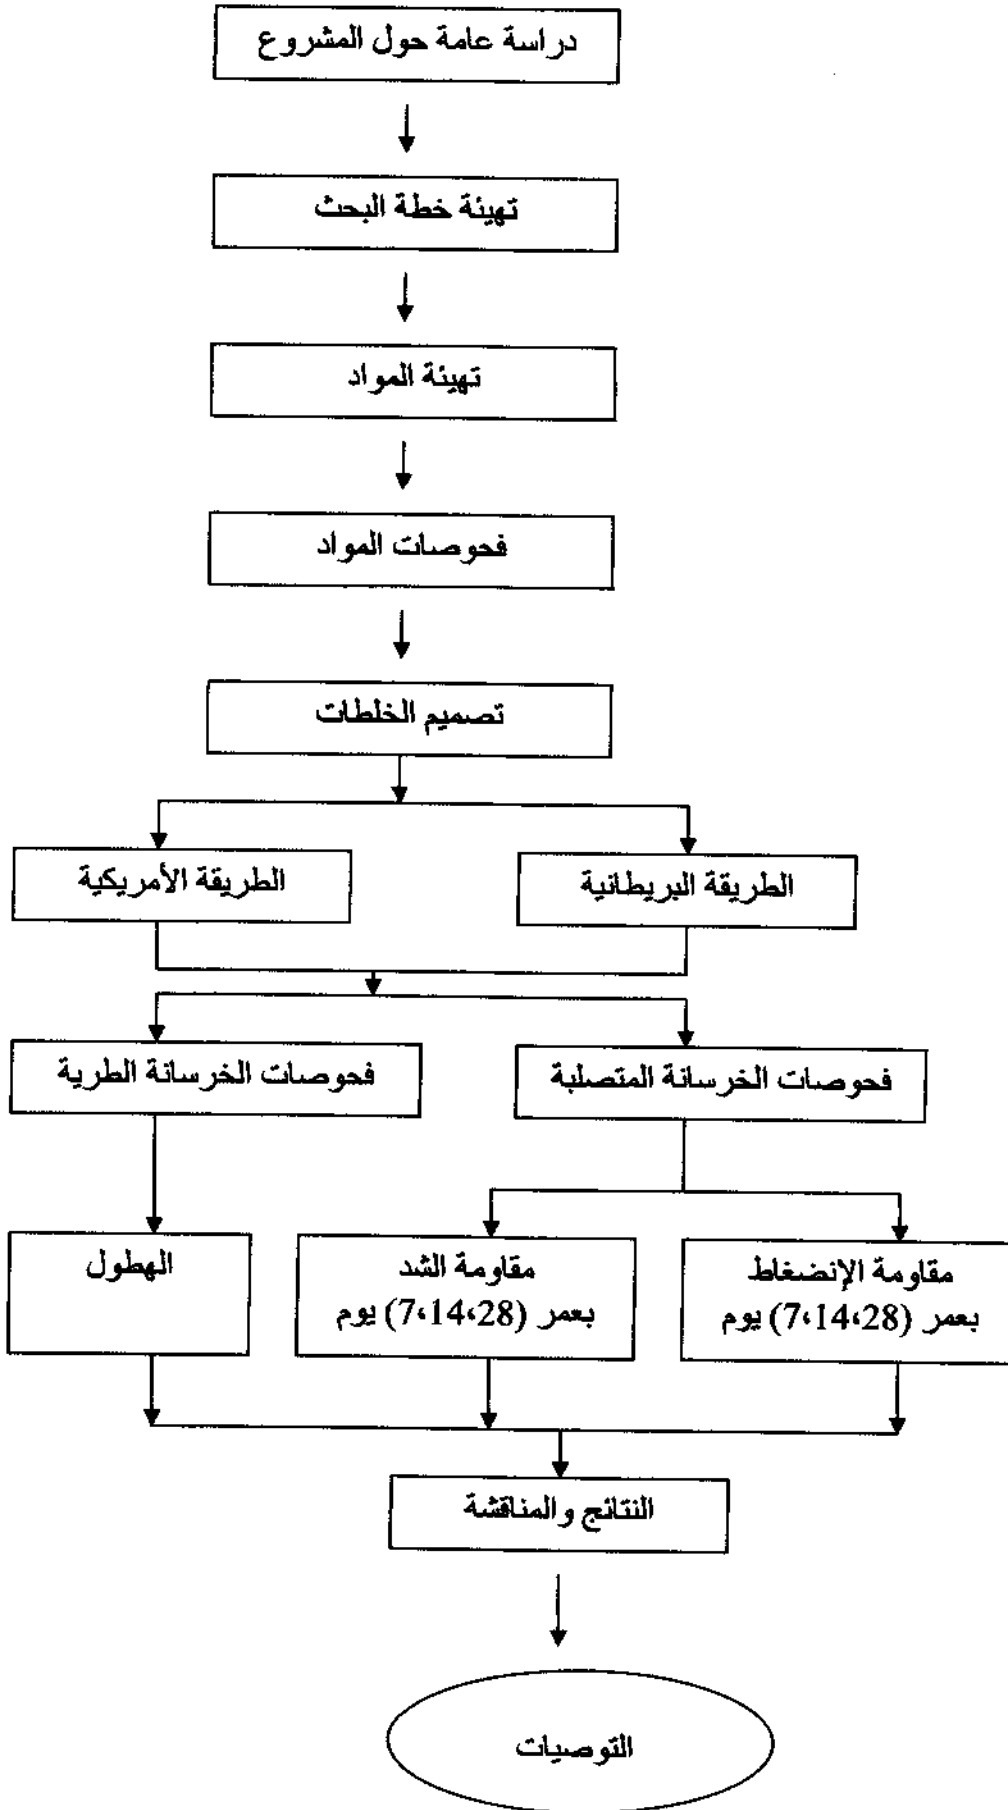 دراسة عامة حول المشروع
تهيئة خطة البحث
تهيئة المواد
فحوصات المواد
تصميم الخلطات
الطريقة البريطانية
الطريقة الأمريكية
فحوصات الخرسانة المتصلبة
فحوصات الخرسانة الطرية
مقاومة الإنضغاط
بعمر (7،14،28) يوم
مقاومة الشد
بعمر (7،14،28) يوم
الهطول
النتائج والمناقشة
التوصيات